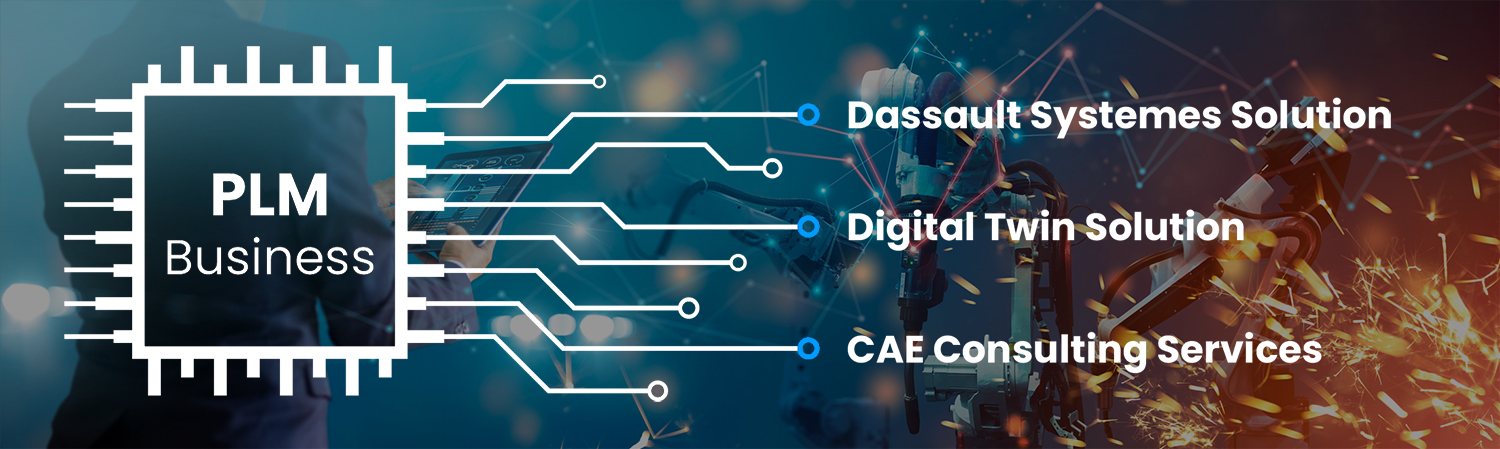 PLM
Business
Dassault Systemes Solution
Digital Twin Solution
CAE Consulting Services